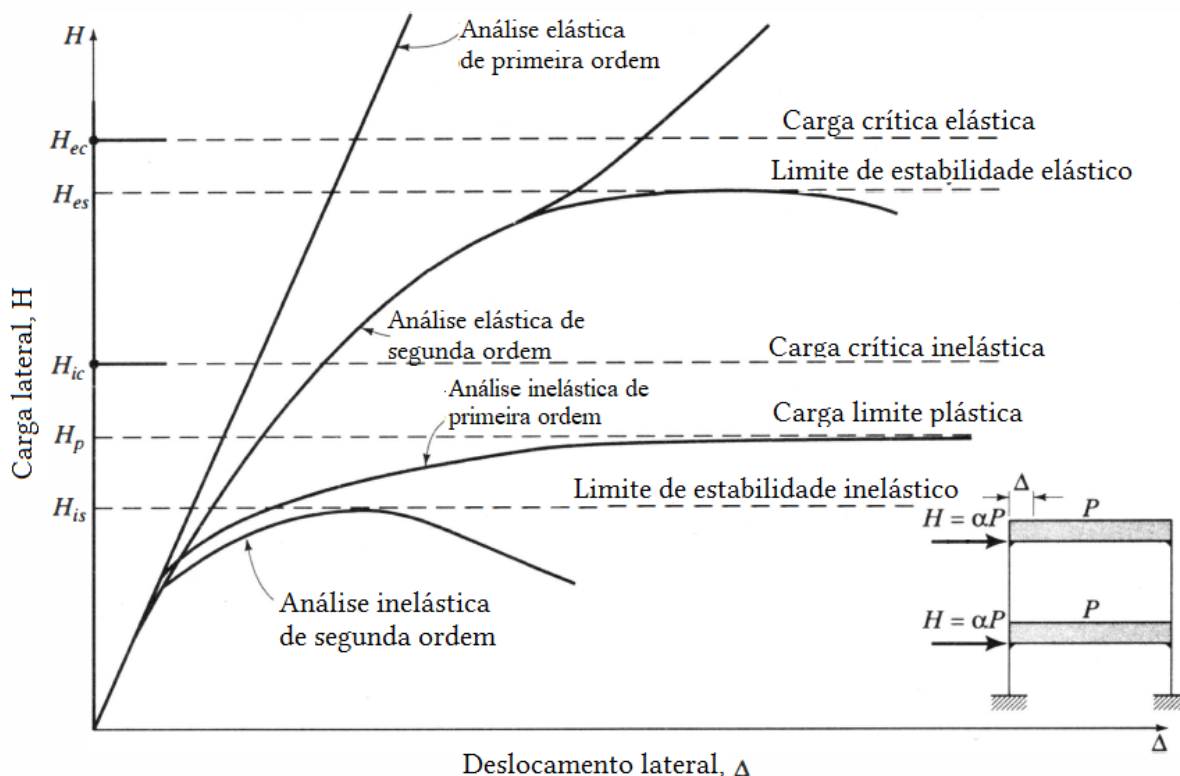 H
Análise elástica
de primeira ordem
H_ec
Carga crítica elástica
Limite de estabilidade elástico
H_es
Carga lateral, H
Análise elástica de
segunda ordem
Carga crítica inelástica
H_ic
Análise inelástica de
primeira ordem
Carga limite plástica
H_p
Limite de estabilidade inelástico
H_is
Δ
H = αP
P
Análise inelástica
de segunda ordem
H = αP
P
Δ
Deslocamento lateral, Δ